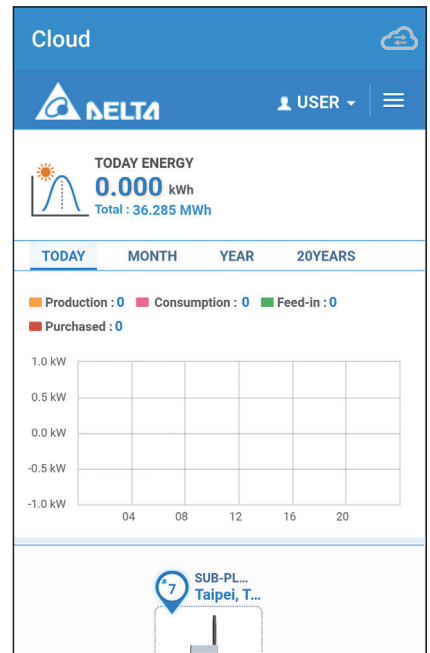 Cloud
DELTA
USER
TODAY ENERGY
0.000 kWh
Total : 36.285 MWh
TODAY MONTH YEAR 20YEARS
Production : 0 Consumption : 0 Feed-in : 0
Purchased : 0
1.0 kW
0.5 kW
0.0 kW
-0.5 kW
-1.0 kW
04 08 12 16 20
#7
SUB-PL...
Taipei, T...